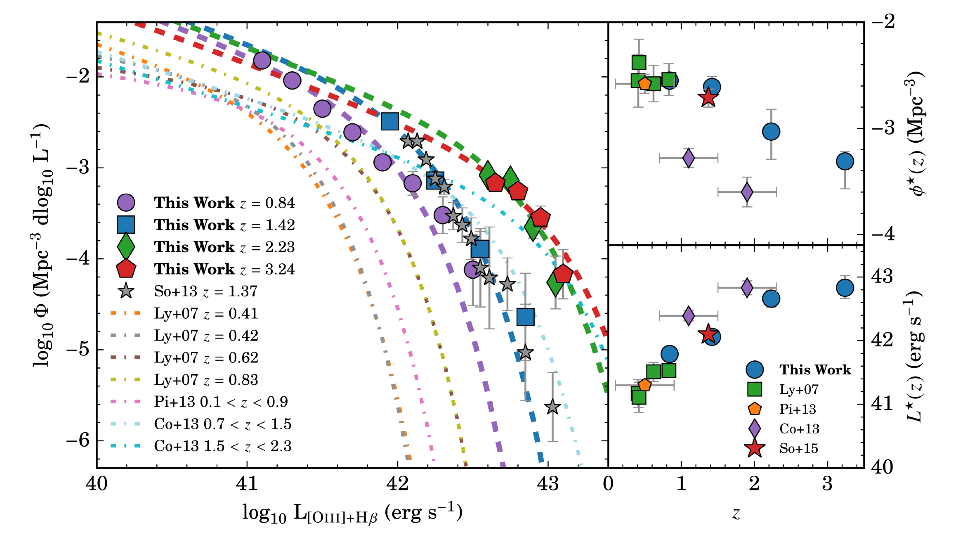 log₁₀ Φ (Mpc⁻³ dlog₁₀ L⁻¹)
−2
−3
−4
−5
−6
This Work z = 0.84
This Work z = 1.42
This Work z = 2.23
This Work z = 3.24
So+13 z = 1.37
Ly+07 z = 0.41
Ly+07 z = 0.42
Ly+07 z = 0.62
Ly+07 z = 0.83
Pi+13 0.1 < z < 0.9
Co+13 0.7 < z < 1.5
Co+13 1.5 < z < 2.3
40 41 42 43
log₁₀ L[OIII]+Hβ (erg s⁻¹)
−2
−3
−4
ϕ⋆(z) (Mpc⁻³)
43
42
41
40
L⋆(z) (erg s⁻¹)
This Work
Ly+07
Pi+13
Co+13
So+15
0 1 2 3
z